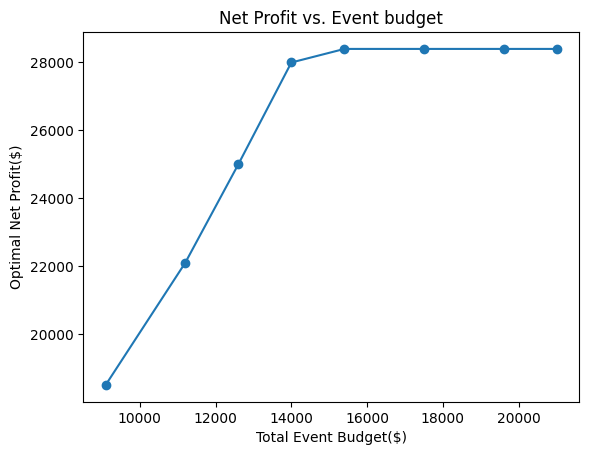 Net Profit vs. Event budget
28000
26000
24000
22000
20000
Optimal Net Profit($)
10000 12000 14000 16000 18000 20000
Total Event Budget($)